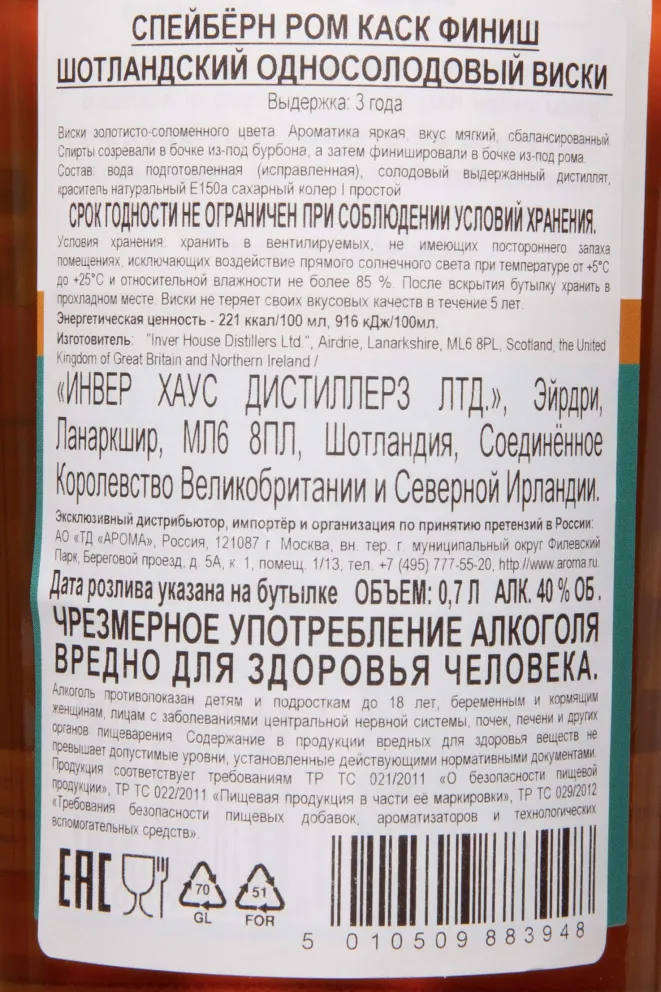 СПЕЙБЁРН РОМ КАСК ФИНИШ
ШОТЛАНДСКИЙ ОДНОСОЛОДОВЫЙ ВИСКИ
Выдержка: 3 года
Виски золотисто-соломенного цвета. Ароматика яркая, вкус мягкий, сбалансированный.
Спирты созревали в бочке из-под бурбона, а затем финишировали в бочке из-под рома.
Состав: вода подготовленная (исправленная), солодовый выдержанный дистиллят,
краситель натуральный Е150а сахарный колер I простой.
СРОК ГОДНОСТИ НЕ ОГРАНИЧЕН ПРИ СОБЛЮДЕНИИ УСЛОВИЙ ХРАНЕНИЯ.
Условия хранения: хранить в вентилируемых, не имеющих постороннего запаха
помещениях, исключающих воздействие прямого солнечного света при температуре от +5°С
до +25°С и относительной влажности не более 85 %. После вскрытия бутылку хранить в
прохладном месте. Виски не теряет своих вкусовых качеств в течение 5 лет.
Энергетическая ценность - 221 ккал/100 мл, 916 кДж/100мл.
Изготовитель: "Inver House Distillers Ltd.", Airdrie, Lanarkshire, ML6 8PL, Scotland, the United
Kingdom of Great Britain and Northern Ireland /
«ИНВЕР ХАУС ДИСТИЛЛЕРЗ ЛТД.», Эйрдри,
Ланаркшир, МЛ6 8ПЛ, Шотландия, Соединённое
Королевство Великобритании и Северной Ирландии.
Эксклюзивный дистрибьютор, импортёр и организация по принятию претензий в России:
АО «ТД «АРОМА», Россия, 121087 г. Москва, вн. тер. г. муниципальный округ Филевский
Парк, Береговой проезд, д. 5А, к. 1, помещ. 1/13, тел. +7 (495) 777-55-20, http://www.aroma.ru.
Дата розлива указана на бутылке ОБЪЕМ: 0,7 Л АЛК. 40 % ОБ.
ЧРЕЗМЕРНОЕ УПОТРЕБЛЕНИЕ АЛКОГОЛЯ
ВРЕДНО ДЛЯ ЗДОРОВЬЯ ЧЕЛОВЕКА.
Алкоголь противопоказан детям и подросткам до 18 лет, беременным и кормящим
женщинам, лицам с заболеваниями центральной нервной системы, почек, печени и других
органов пищеварения. Содержание в продукции вредных для здоровья веществ не
превышает допустимые уровни, установленные действующими нормативными документами.
Продукция соответствует требованиям ТР ТС 021/2011 «О безопасности пищевой
продукции», ТР ТС 022/2011 «Пищевая продукция в части её маркировки», ТР ТС 029/2012
«Требования безопасности пищевых добавок, ароматизаторов и технологических
вспомогательных средств».
EAC
70
GL
51
FOR
5 010509 883948